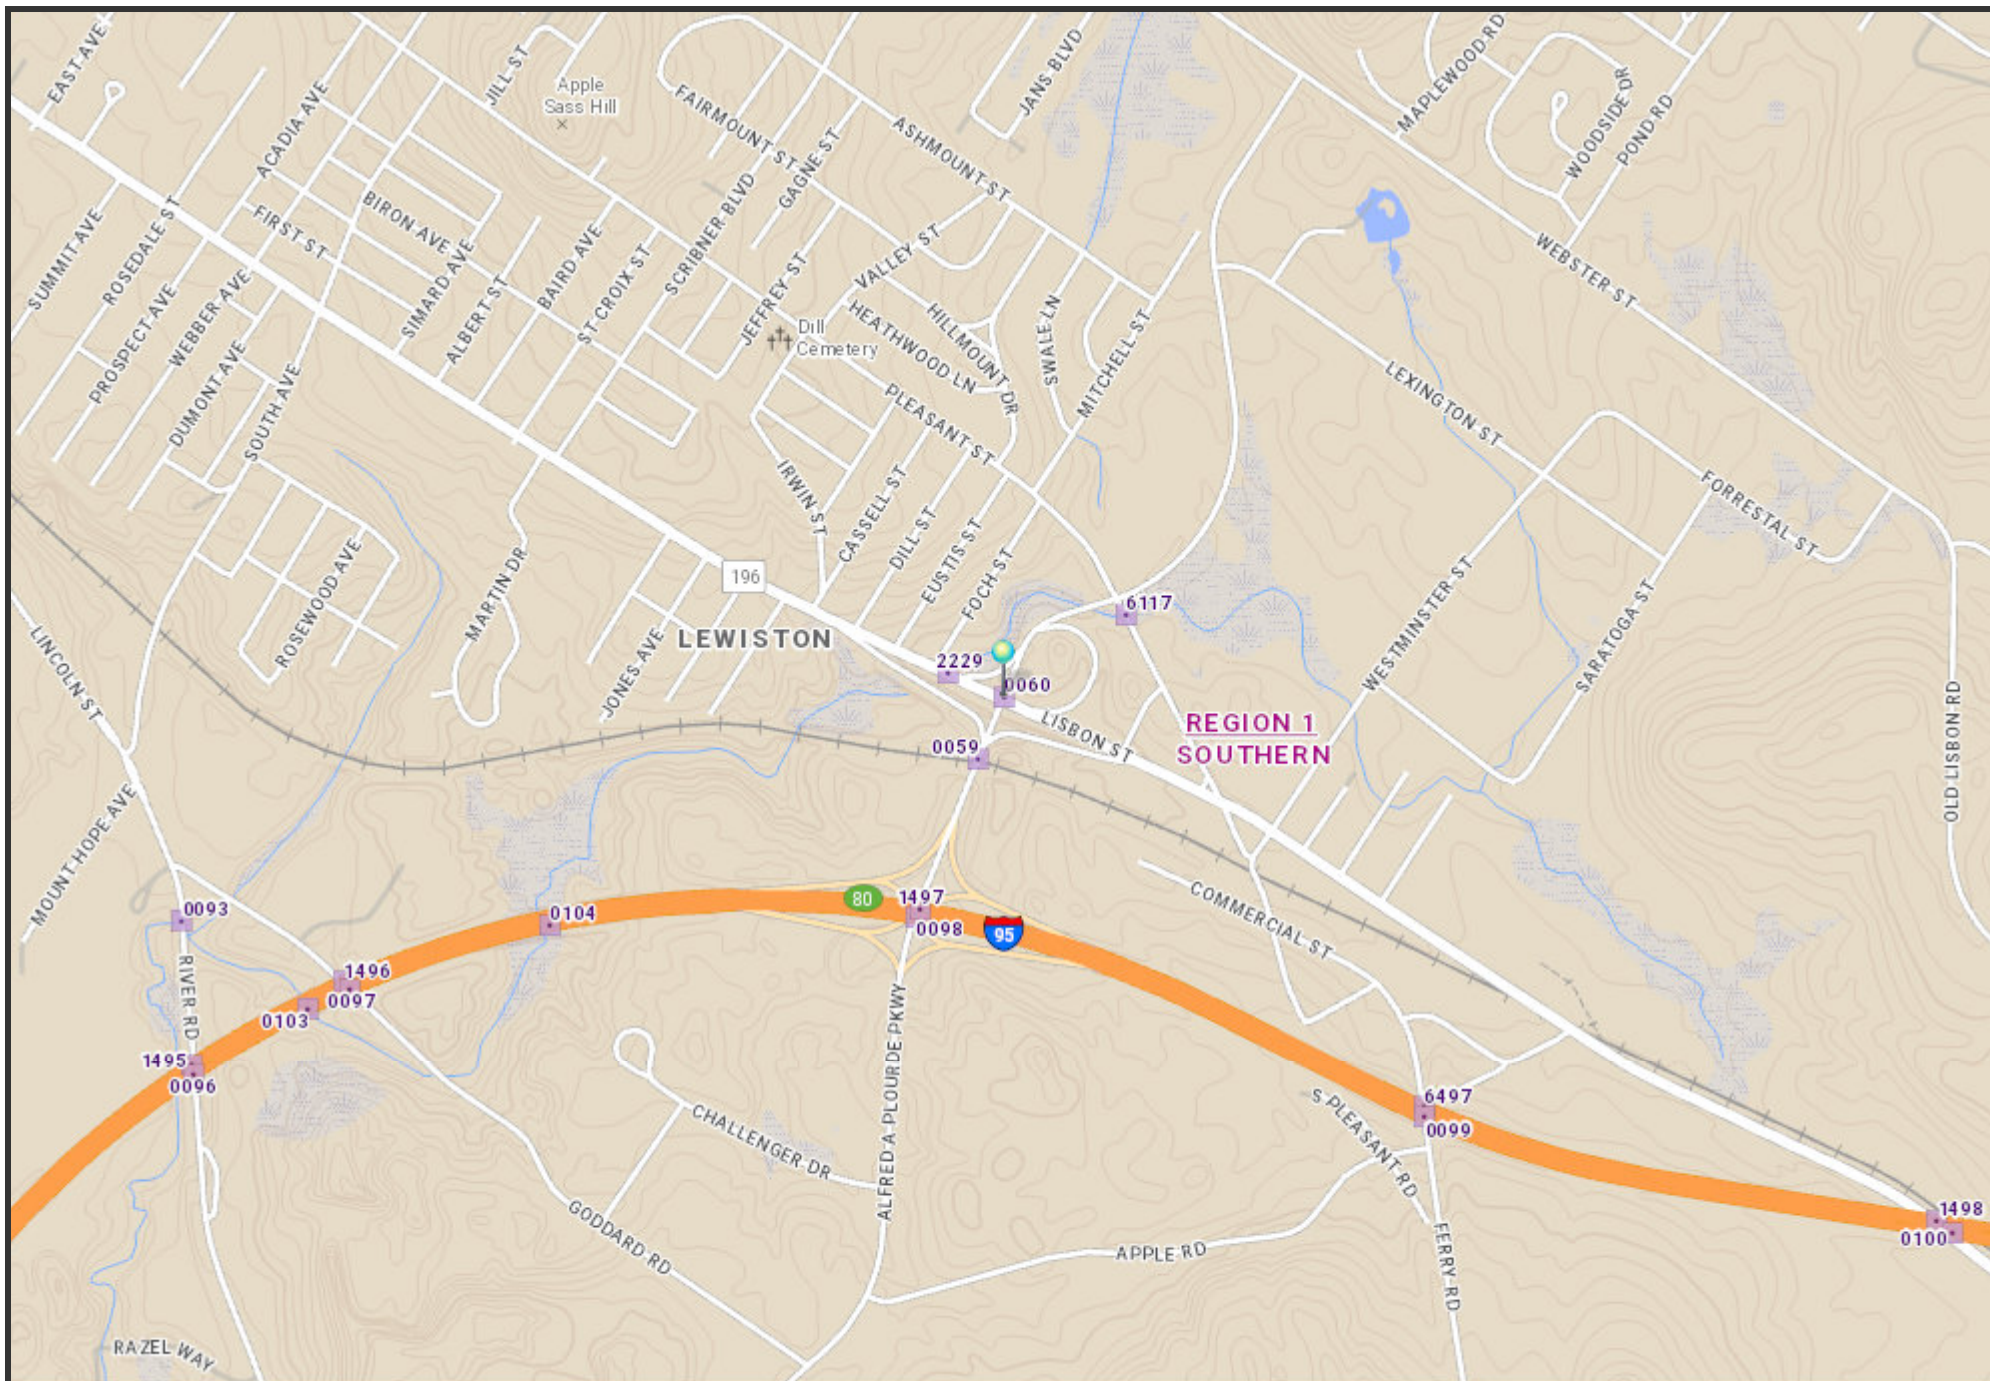 EAST AVE
JILL ST
Apple
Sass Hill
JANS BLVD
MAPLEWOOD RD
WOODSIDE DR
POND RD
ACADIA AVE
FAIRMOUNT ST
GAGNE ST
ASHMOUNT ST
SUMMIT AVE
ROSEDALE ST
FIRST ST
BIRON AVE
SCRIBNER BLVD
VALLEY ST
WEBSTER ST
PROSPECT AVE
WEBBER AVE
SIMARD AVE
ALBERT ST
BAIRD AVE
ST CROIX ST
JEFFREY ST
HEATHWOOD LN
HILLMOUNT DR
SWALE LN
MITCHELL ST
Dill
Cemetery
DUMONT AVE
SOUTH AVE
PLEASANT ST
LEXINGTON ST
IRWIN ST
CASSELL ST
DILL ST
EUSTIS ST
FOCH ST
FORRESTAL ST
ROSEWOOD AVE
MARTIN DR
196
WESTMINSTER ST
SARATOGA ST
LINCOLN ST
JONES AVE
LEWISTON
6117
2229
0060
LISBON ST
REGION 1
SOUTHERN
0059
OLD LISBON RD
MOUNT HOPE AVE
0093
0104
80
1497
0098
95
COMMERCIAL ST
RIVER RD
1496
0097
0103
1495
0096
ALFRED A PLOURDE PKWY
CHALLENGER DR
S PLEASANT RD
6497
0099
GODDARD RD
APPLE RD
FERRY RD
1498
0100
RAZEL WAY